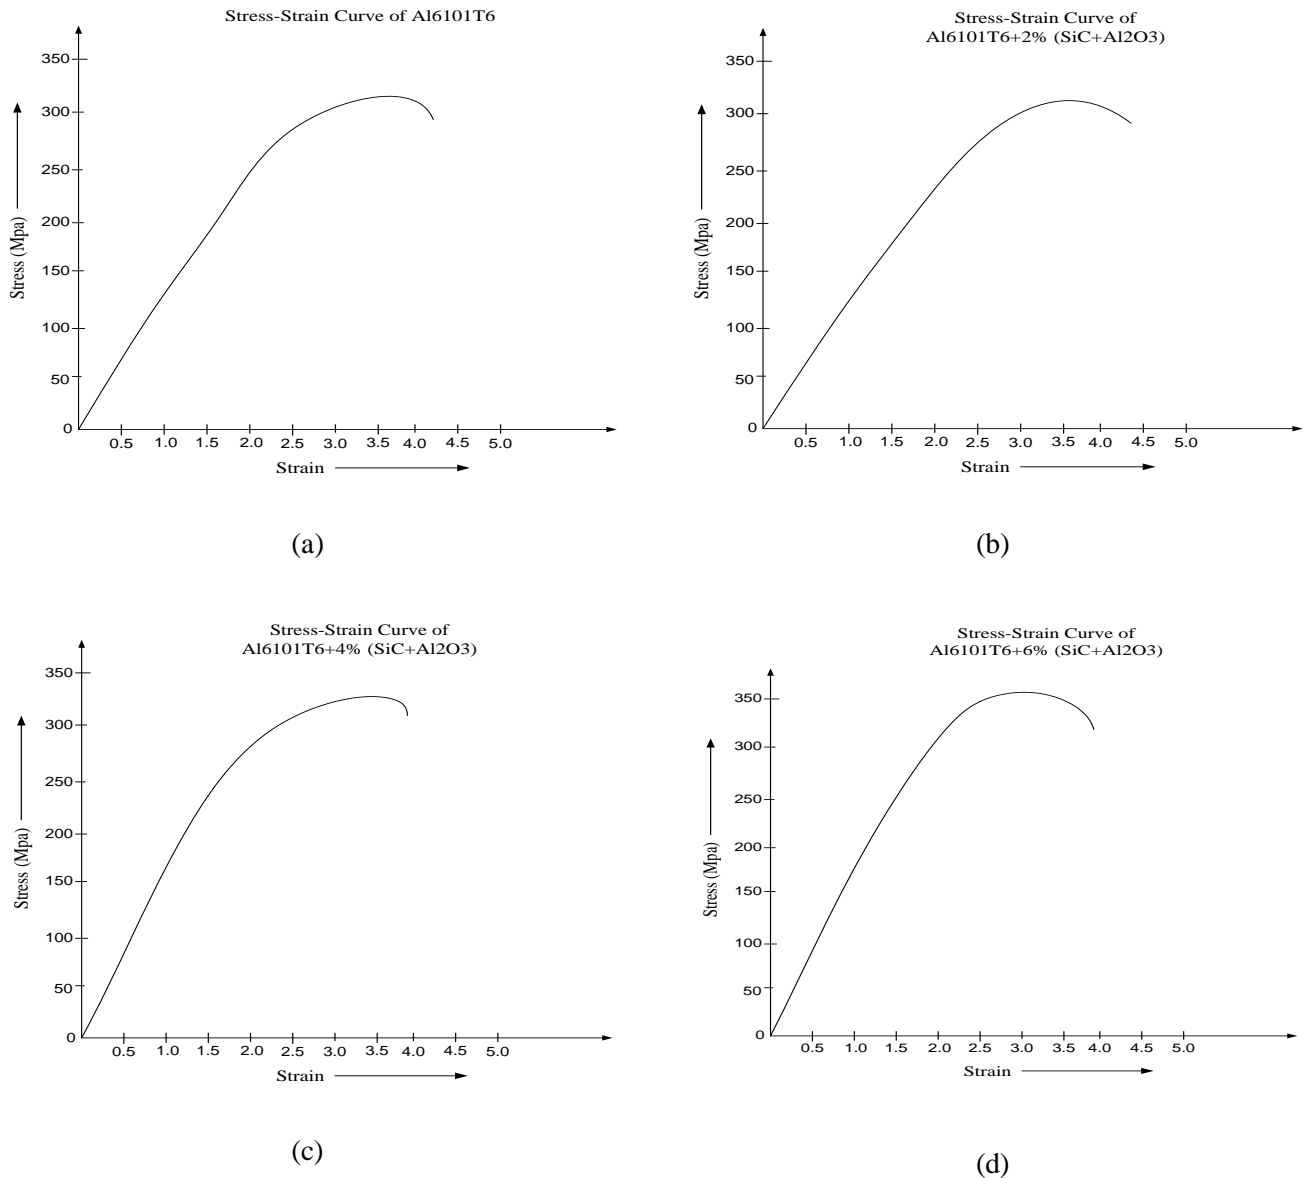 Stress-Strain Curve of Al6101T6
350
300
250
200
150
100
50
0
Stress (Mpa)
0.5 1.0 1.5 2.0 2.5 3.0 3.5 4.0 4.5 5.0
Strain
(a)
Stress-Strain Curve of
Al6101T6+2% (SiC+Al2O3)
350
300
250
200
150
100
50
0
Stress (Mpa)
0.5 1.0 1.5 2.0 2.5 3.0 3.5 4.0 4.5 5.0
Strain
(b)
Stress-Strain Curve of
Al6101T6+4% (SiC+Al2O3)
350
300
250
200
150
100
50
0
Stress (Mpa)
0.5 1.0 1.5 2.0 2.5 3.0 3.5 4.0 4.5 5.0
Strain
(c)
Stress-Strain Curve of
Al6101T6+6% (SiC+Al2O3)
350
300
250
200
150
100
50
0
Stress (Mpa)
0.5 1.0 1.5 2.0 2.5 3.0 3.5 4.0 4.5 5.0
Strain
(d)